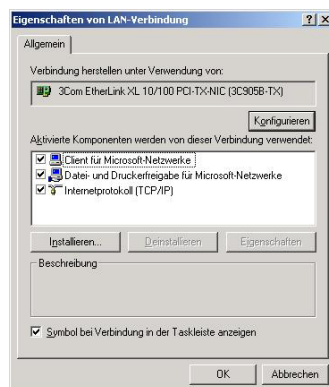 Eigenschaften von LAN-Verbindung
Allgemein
Verbindung herstellen unter Verwendung von:
3Com EtherLink XL 10/100 PCI-TX-NIC (3C905B-TX)
Konfigurieren
Aktivierte Komponenten werden von dieser Verbindung verwendet:
Client für Microsoft-Netzwerke
Datei- und Druckerfreigabe für Microsoft-Netzwerke
Internetprotokoll (TCP/IP)
Installieren... Deinstallieren Eigenschaften
Beschreibung
Symbol bei Verbindung in der Taskleiste anzeigen
OK Abbrechen